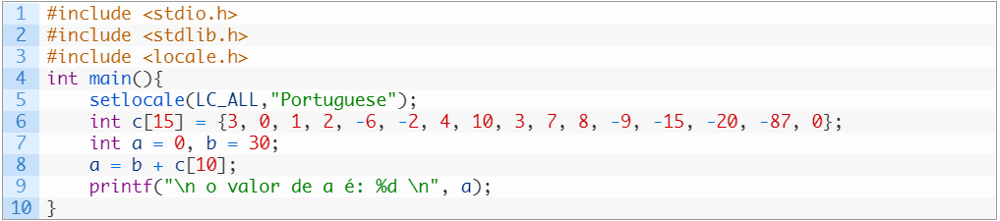 1 #include <stdio.h>
2 #include <stdlib.h>
3 #include <locale.h>
4 int main(){
5     setlocale(LC_ALL,"Portuguese");
6     int c[15] = {3, 0, 1, 2, -6, -2, 4, 10, 3, 7, 8, -9, -15, -20, -87, 0};
7     int a = 0, b = 30;
8     a = b + c[10];
9     printf("\n o valor de a é: %d \n", a);
10 }